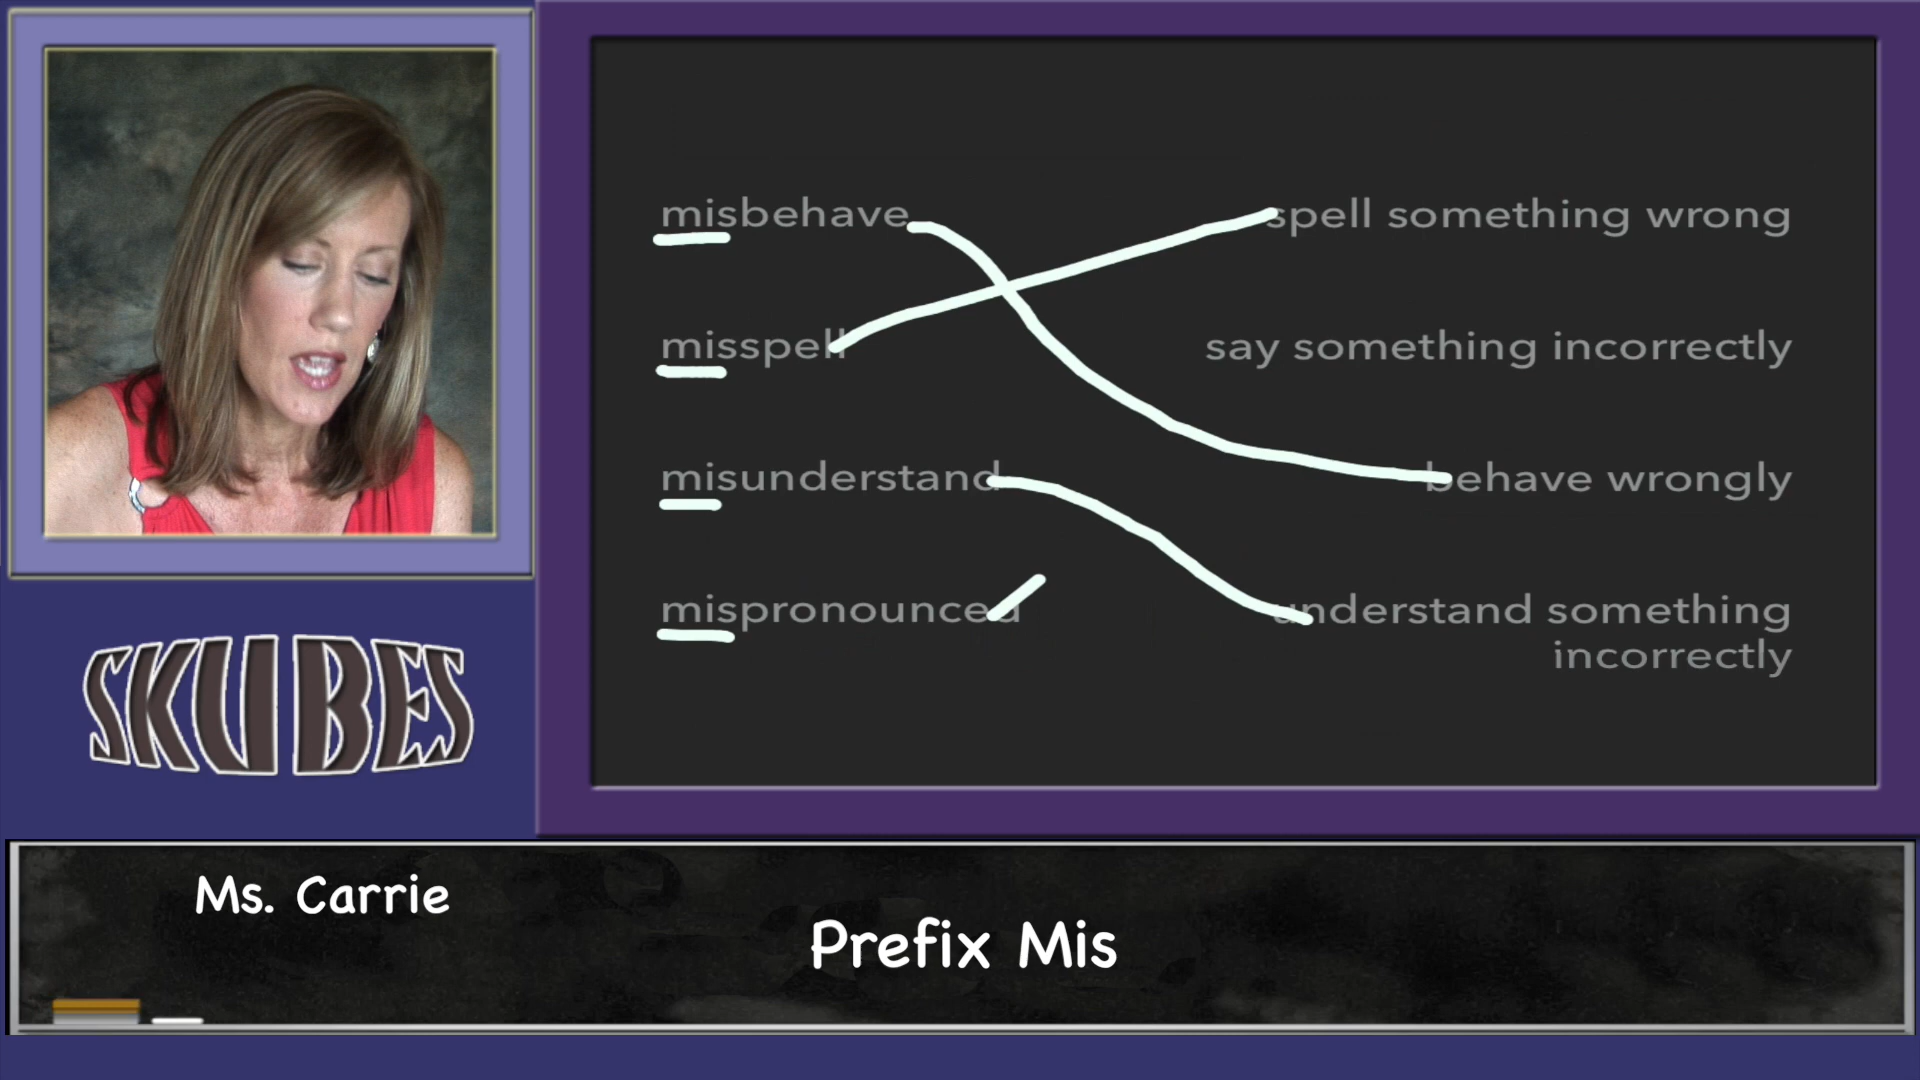 misbehave
spell something wrong
misspell
say something incorrectly
misunderstand
behave wrongly
mispronounced
understand something
incorrectly
SKUBES
Ms. Carrie
Prefix Mis